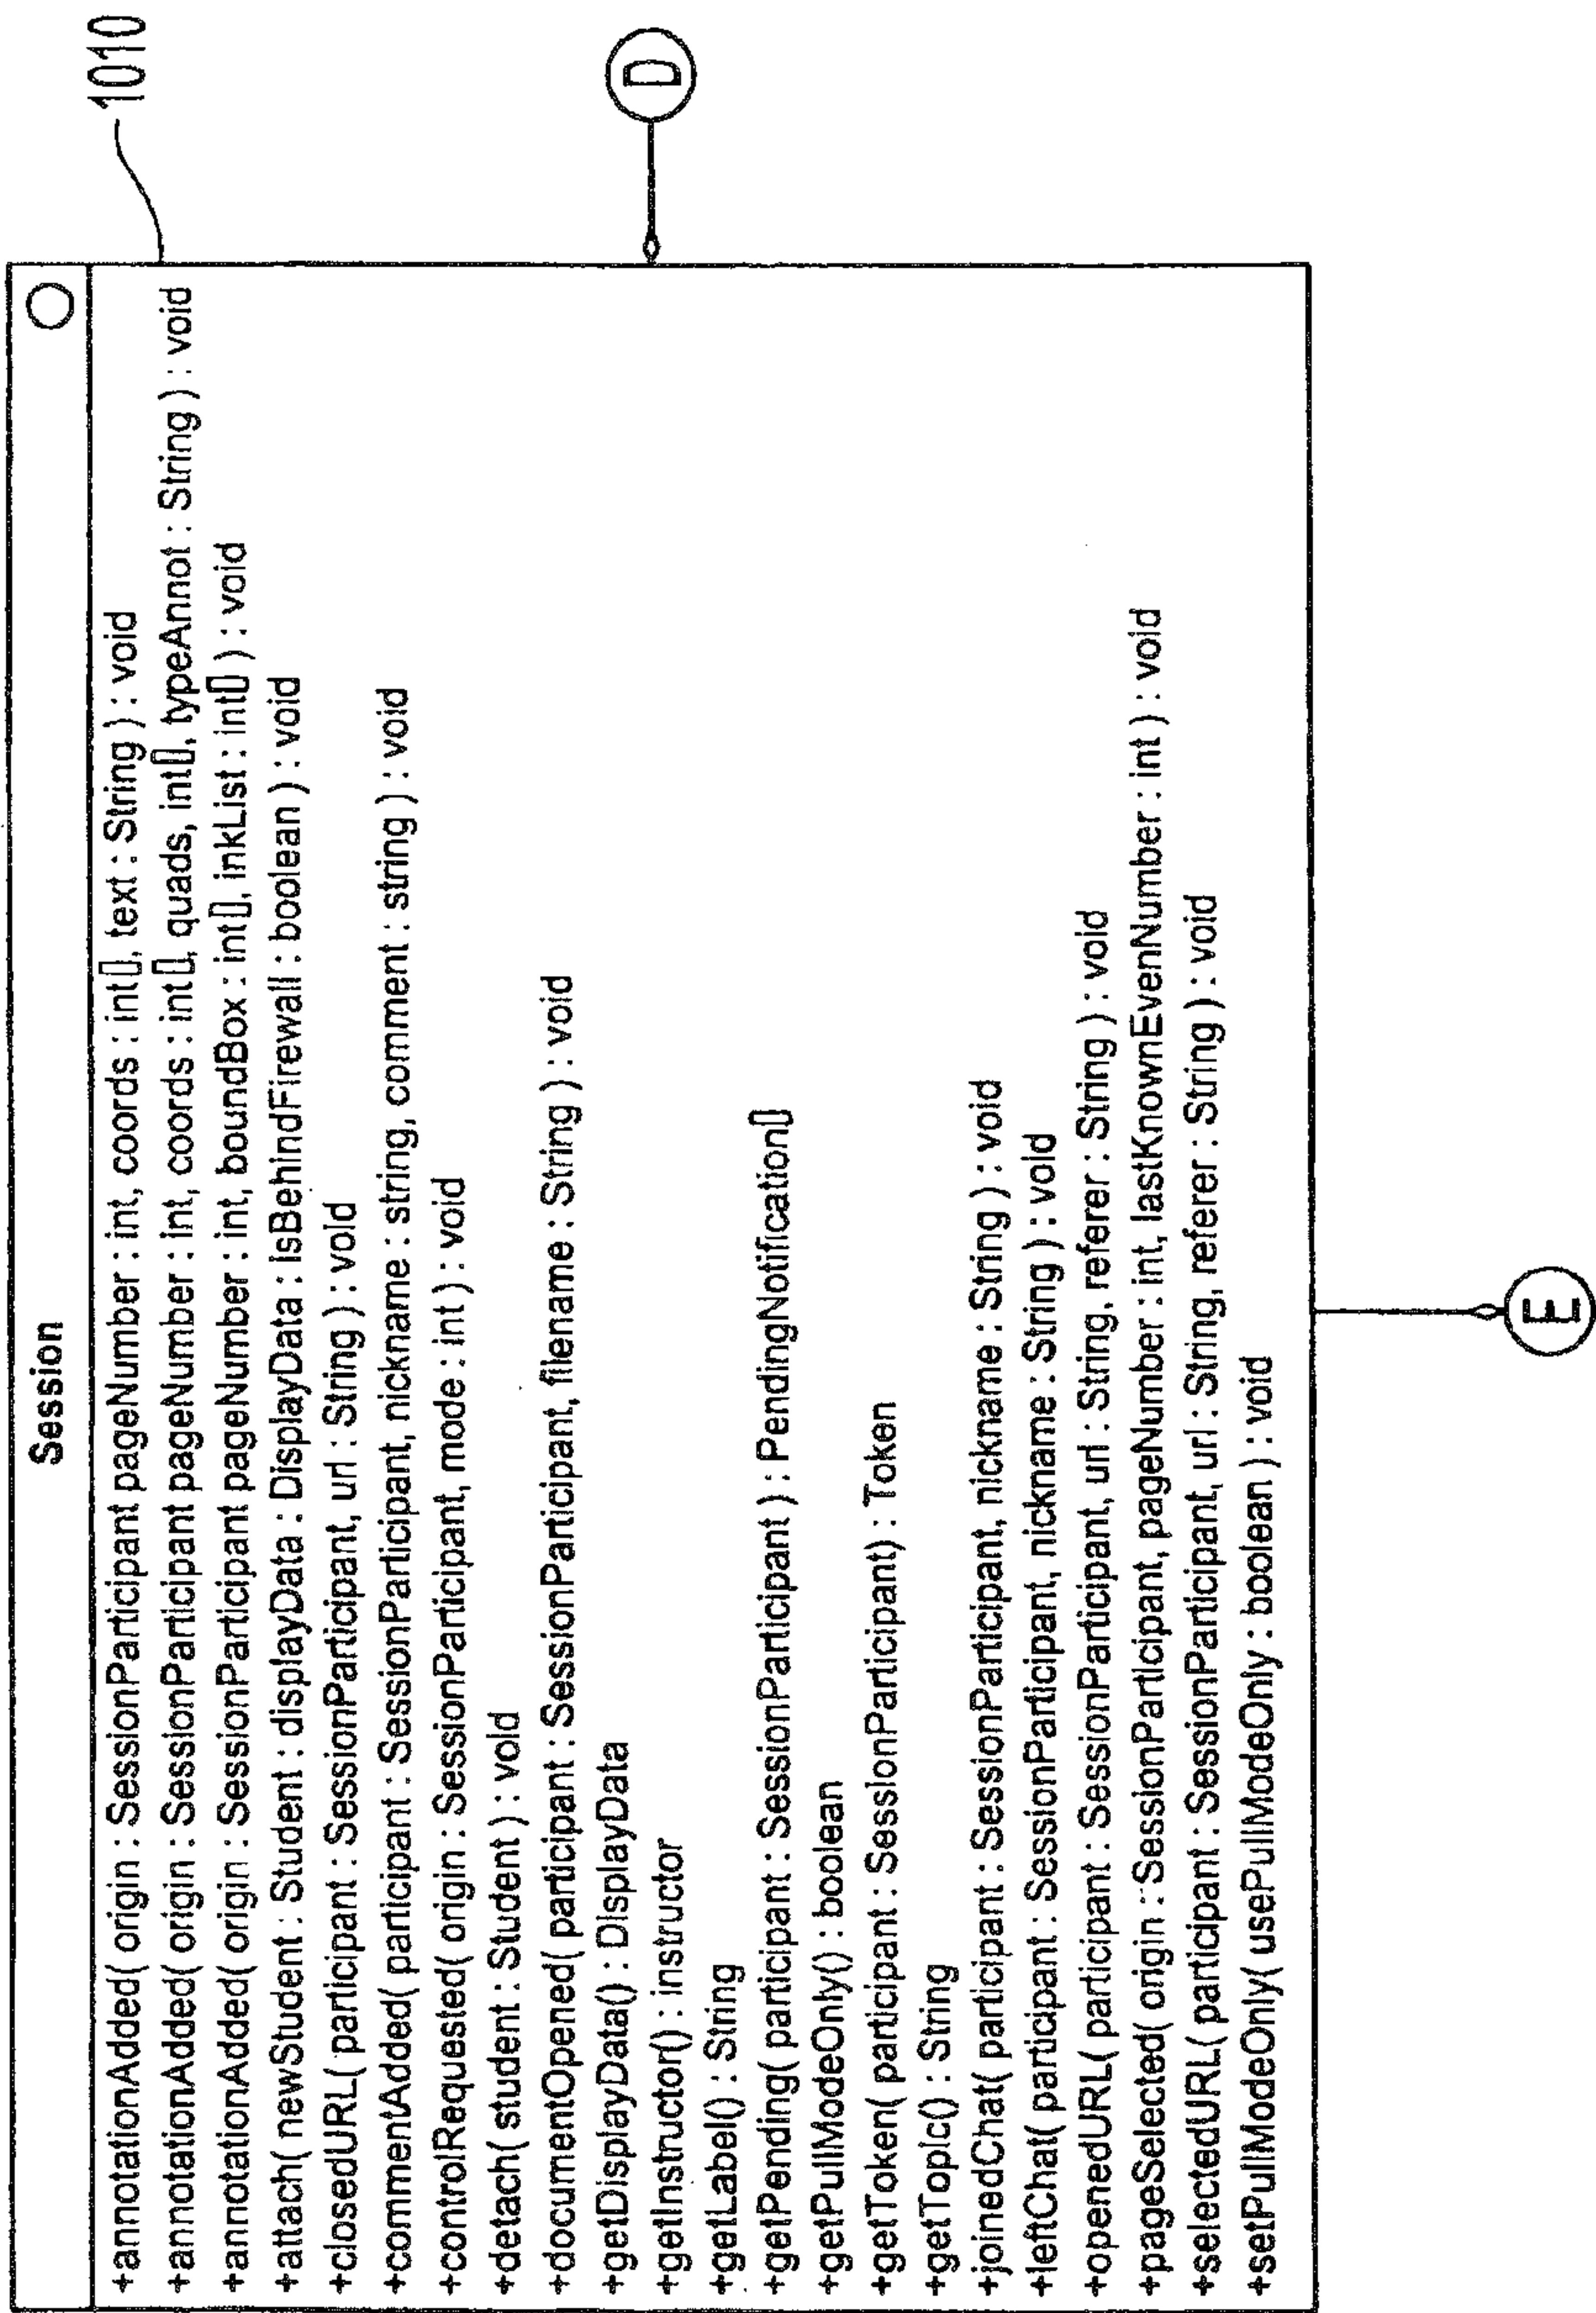 Session
1010
+annotationAdded( origin : SessionParticipant pageNumber : int, coords : int[], text : String ) : void
+annotationAdded( origin : SessionParticipant pageNumber : int, coords : int[], quads, int[], typeAnnot : String ) : void
+annotationAdded( origin : SessionParticipant pageNumber : int, boundBox : int[], inkList : int[] ) : void
+attach( newStudent : Student : displayData : DisplayData : isBehindFirewall : boolean ) : void
+closedURL( participant : SessionParticipant, url : String ) : void
+commentAdded( participant : SessionParticipant, nickname : string, comment : string ) : void
+controlRequested( origin : SessionParticipant, mode : int ) : void
+detach( student : Student ) : void
+documentOpened( participant : SessionParticipant, filename : String ) : void
+getDisplayData() : DisplayData
+getInstructor() : instructor
+getLabel() : String
+getPending( participant : SessionParticipant ) : PendingNotification[]
+getPullModeOnly() : boolean
+getToken( participant : SessionParticipant) : Token
+getTopic() : String
+joinedChat( participant : SessionParticipant, nickname : String ) : void
+leftChat( participant : SessionParticipant, nickname : String ) : void
+openedURL( participant : SessionParticipant, url : String, referer : String ) : void
+pageSelected( origin : SessionParticipant, pageNumber : int, lastKnownEvenNumber : int ) : void
+selectedURL( participant : SessionParticipant, url : String, referer : String ) : void
+setPullModeOnly( usePullModeOnly : boolean ) : void
D
E